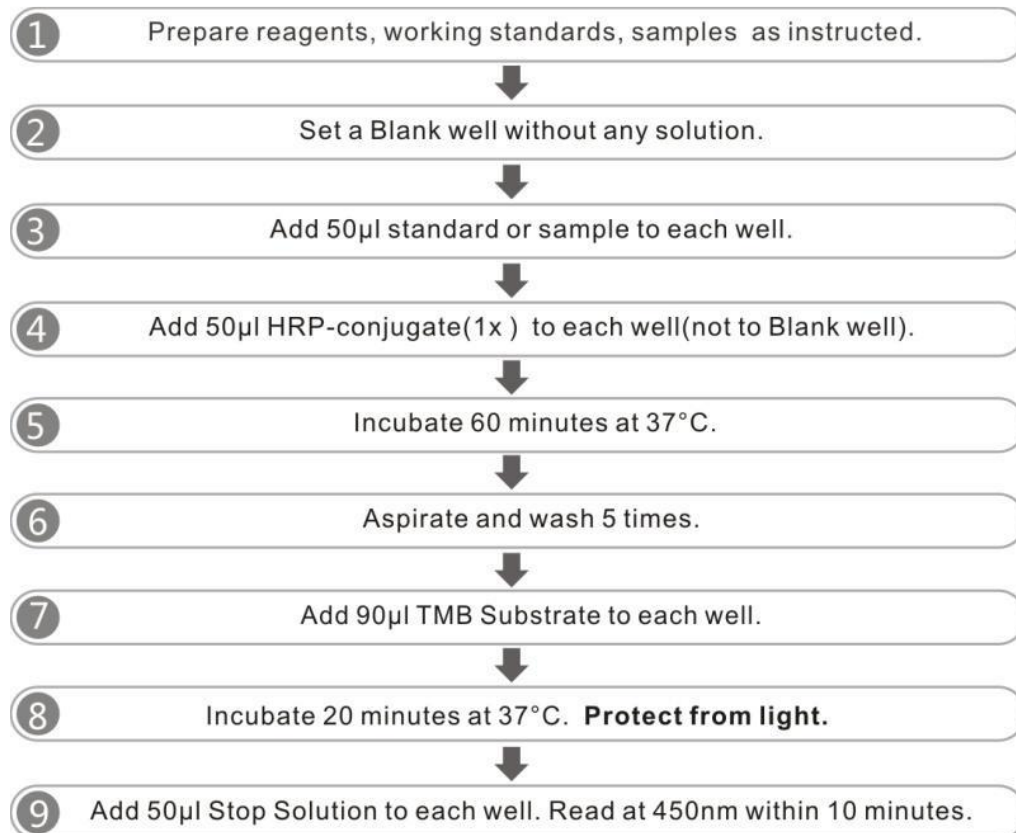 1 Prepare reagents, working standards, samples as instructed.
2 Set a Blank well without any solution.
3 Add 50μl standard or sample to each well.
4 Add 50μl HRP-conjugate(1x ) to each well(not to Blank well).
5 Incubate 60 minutes at 37°C.
6 Aspirate and wash 5 times.
7 Add 90μl TMB Substrate to each well.
8 Incubate 20 minutes at 37°C. Protect from light.
9 Add 50μl Stop Solution to each well. Read at 450nm within 10 minutes.